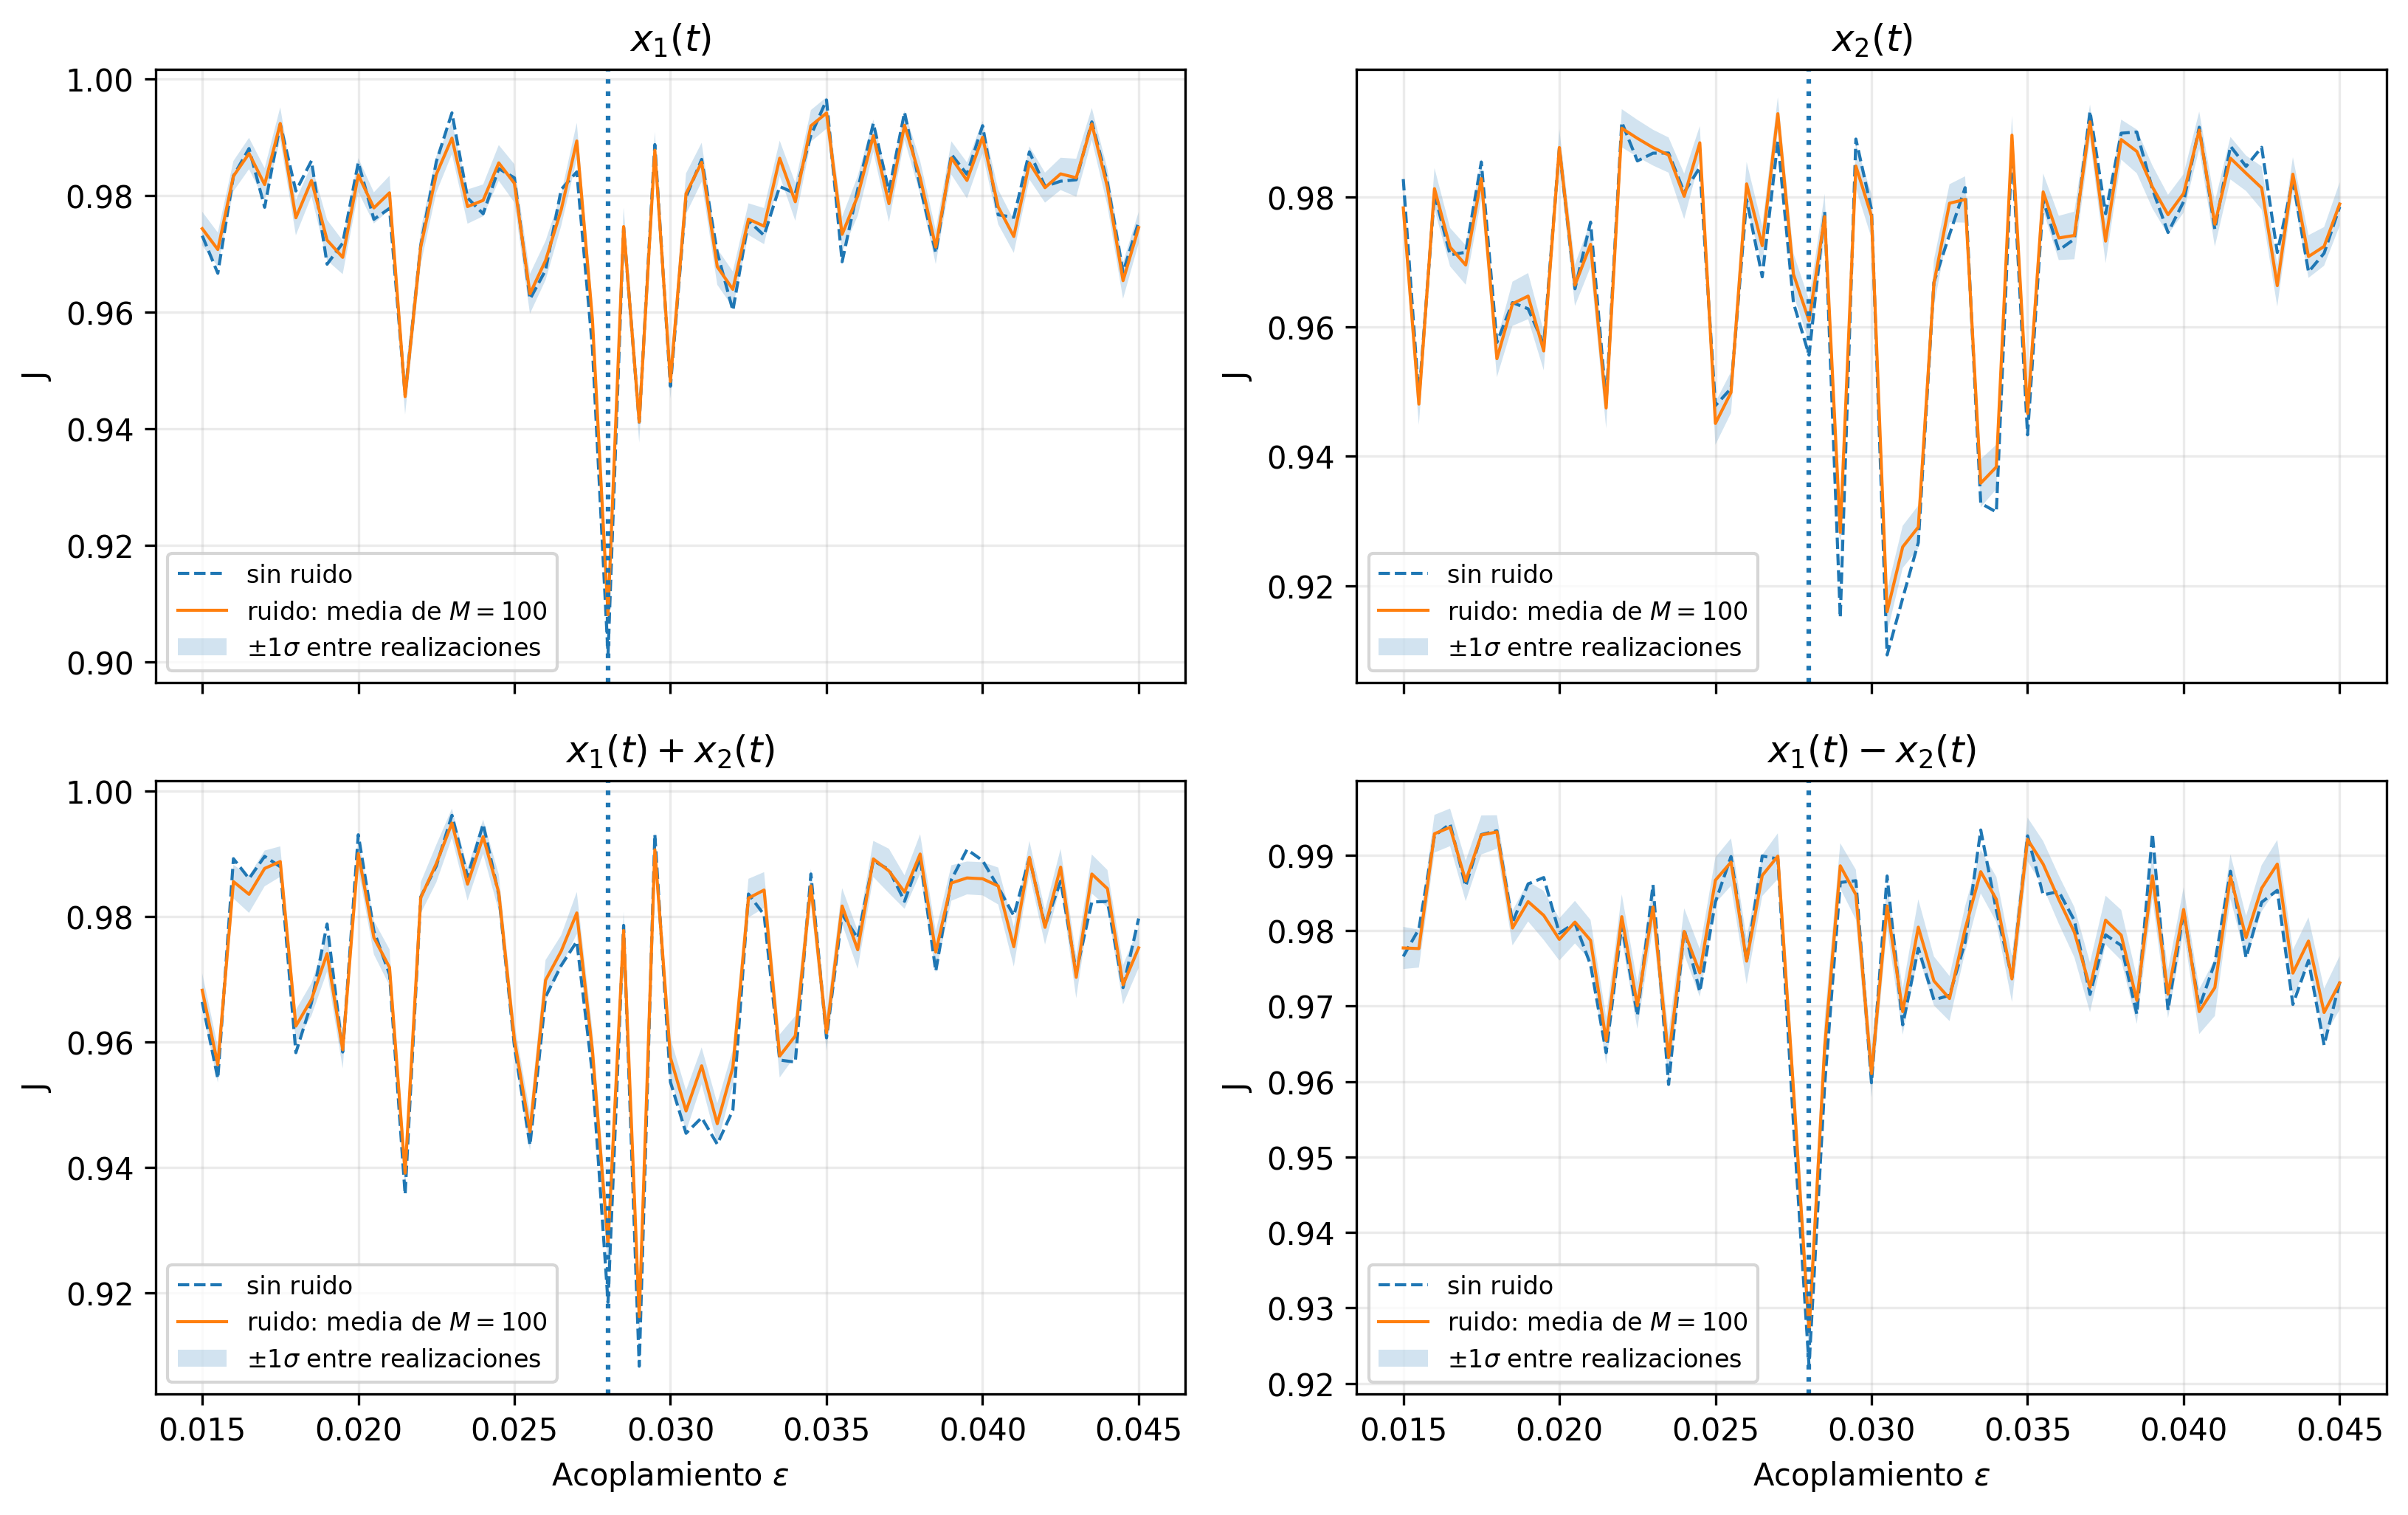 x₁(t)
1.00
0.98
0.96
0.94
0.92
0.90
J
sin ruido
ruido: media de M = 100
±1σ entre realizaciones
x₂(t)
0.98
0.96
0.94
0.92
J
sin ruido
ruido: media de M = 100
±1σ entre realizaciones
x₁(t) + x₂(t)
1.00
0.98
0.96
0.94
0.92
J
sin ruido
ruido: media de M = 100
±1σ entre realizaciones
0.015 0.020 0.025 0.030 0.035 0.040 0.045
Acoplamiento ε
x₁(t) − x₂(t)
0.99
0.98
0.97
0.96
0.95
0.94
0.93
0.92
J
sin ruido
ruido: media de M = 100
±1σ entre realizaciones
0.015 0.020 0.025 0.030 0.035 0.040 0.045
Acoplamiento ε